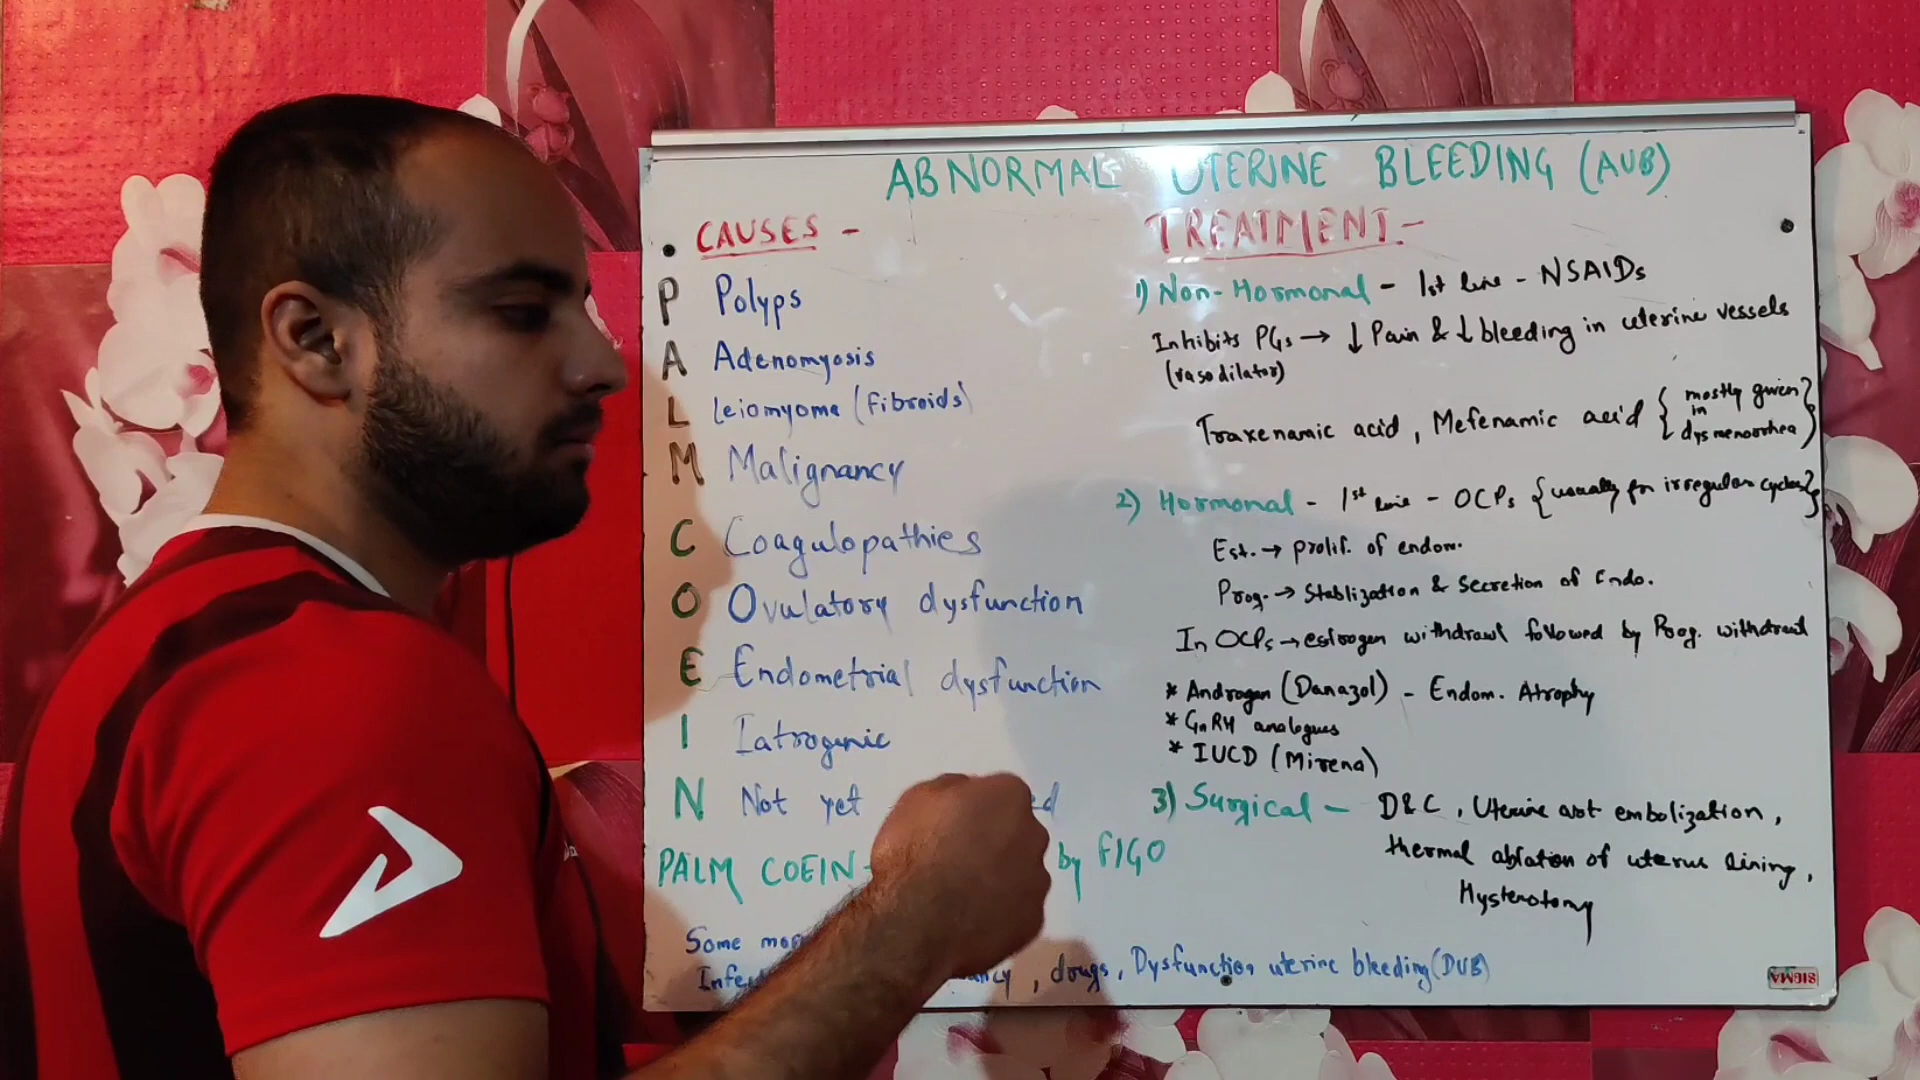 ABNORMAL UTERINE BLEEDING (AUB)
• CAUSES -
P Polyps
A Adenomyosis
L Leiomyoma (Fibroids)
M Malignancy
C Coagulopathies
O Ovulatory dysfunction
E Endometrial dysfunction
I Iatrogenic
N Not yet
PALM COEIN- by FIGO
Some
drugs, Dysfunction uterine bleeding (DUB)
TREATMENT-
1) Non-Hormonal - 1st line - NSAIDs
Inhibits PGs → ↓ Pain & ↓ bleeding in uterine vessels
(vasodilator)
Traxenamic acid, Mefenamic acid { mostly given in dysmenorrhea }
2) Hormonal - 1st line - OCPs { usually for irregular cycles }
Est. → prolif. of endom.
Prog. → Stablization & Secretion of Endo.
In OCPs → estrogen withdrawl followed by Prog. withdrawl
* Androgen (Danazol) - Endom. Atrophy
* GnRH analogues
* IUCD (Mirena)
3) Surgical - D&C, Uterine art embolization,
thermal ablation of uterus lining,
Hysterotomy
SIGMA